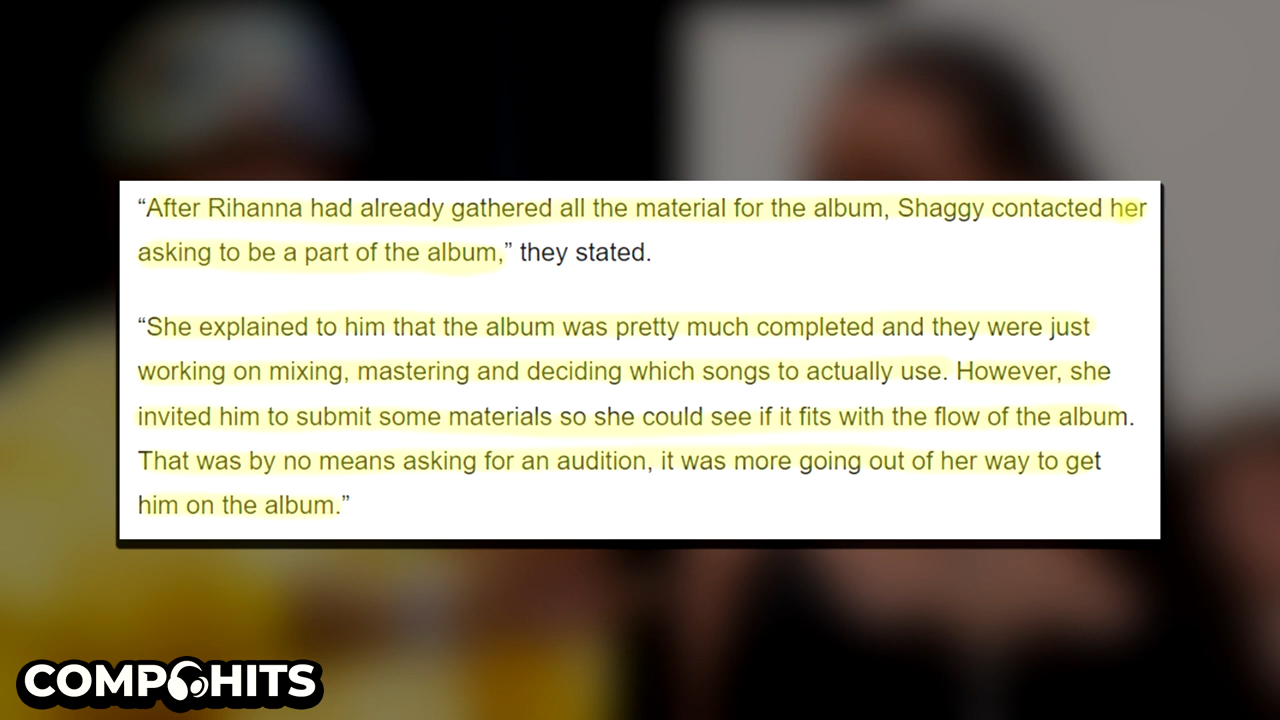 “After Rihanna had already gathered all the material for the album, Shaggy contacted her
asking to be a part of the album,” they stated.
“She explained to him that the album was pretty much completed and they were just
working on mixing, mastering and deciding which songs to actually use. However, she
invited him to submit some materials so she could see if it fits with the flow of the album.
That was by no means asking for an audition, it was more going out of her way to get
him on the album.”
COMPOHITS